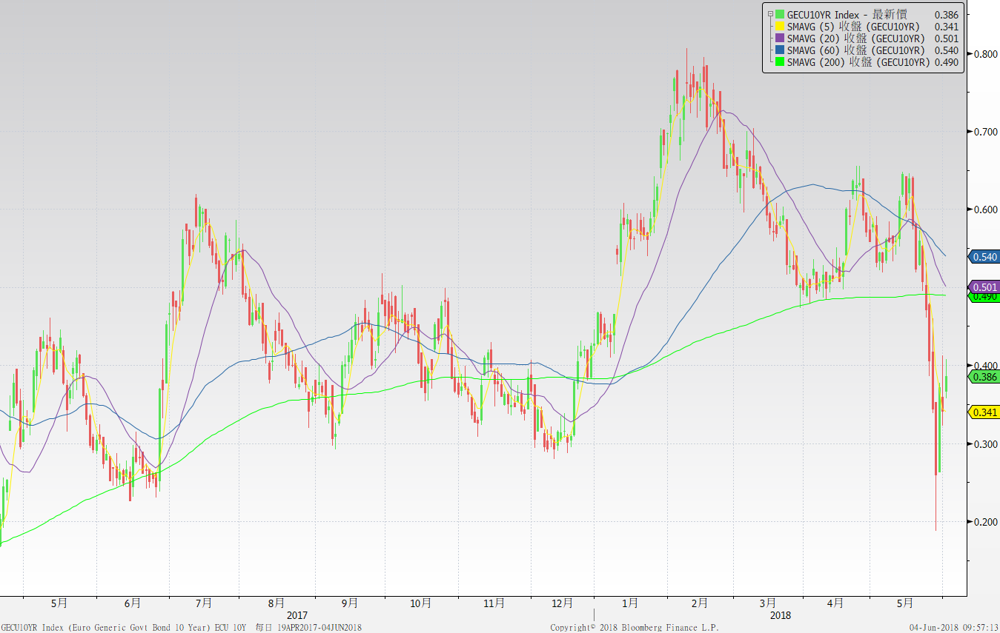 GECU10YR Index - 最新價 0.386
SMAVG (5) 收盤 (GECU10YR) 0.341
SMAVG (20) 收盤 (GECU10YR) 0.501
SMAVG (60) 收盤 (GECU10YR) 0.540
SMAVG (200) 收盤 (GECU10YR) 0.490
0.800
0.700
0.600
0.540
0.501
0.490
0.400
0.386
0.341
0.300
0.200
5月 6月 7月 8月 9月 10月 11月 12月 1月 2月 3月 4月 5月
2017 2018
GECU10YR Index (Euro Generic Govt Bond 10 Year) ECU 10Y 每日 19APR2017-04JUN2018 Copyright© 2018 Bloomberg Finance L.P. 04-Jun-2018 09:57:13